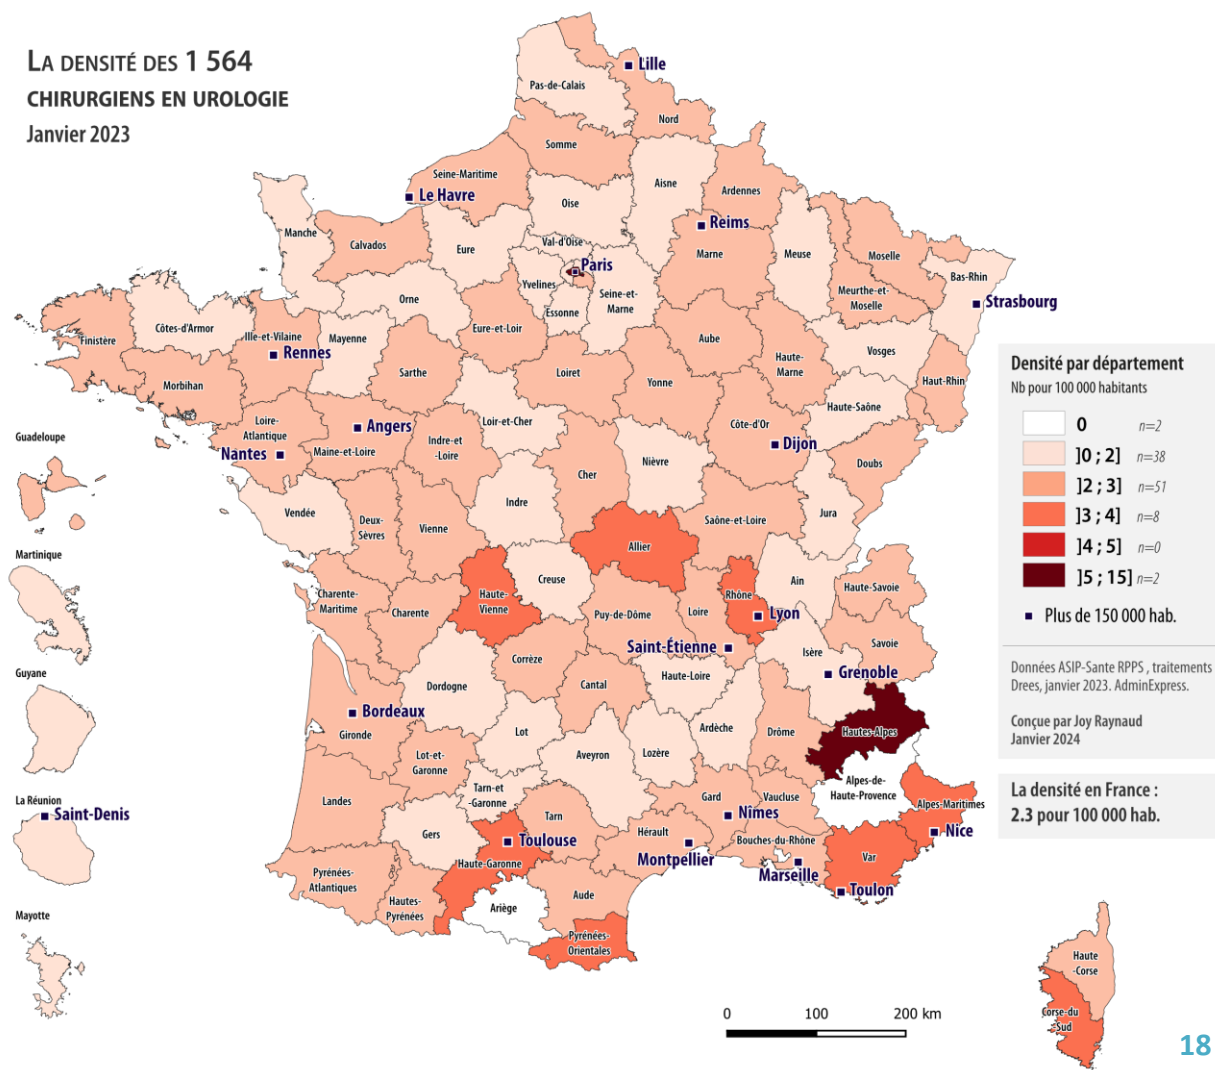 LA DENSITÉ DES 1 564
CHIRURGIENS EN UROLOGIE
Janvier 2023
Lille
Pas-de-Calais
Nord
Somme
Seine-Maritime
Le Havre
Aisne
Ardennes
Oise
Reims
Manche
Calvados
Eure
Val-d'Oise
Paris
Marne
Meuse
Moselle
Bas-Rhin
Yvelines
Seine-et-
Marne
Meurthe-et-
Moselle
Strasbourg
Orne
Essonne
Côtes-d'Armor
Finistère
Ille-et-Vilaine
Rennes
Mayenne
Eure-et-Loir
Aube
Haute-
Marne
Vosges
Sarthe
Loiret
Yonne
Haut-Rhin
Morbihan
Loire-
Atlantique
Angers
Indre-et
-Loire
Loir-et-Cher
Côte-d'Or
Haute-Saône
Nantes
Maine-et-Loire
Dijon
Nièvre
Doubs
Cher
Vendée
Deux-
Sèvres
Vienne
Indre
Saône-et-Loire
Jura
Allier
Charente-
Maritime
Charente
Haute-
Vienne
Creuse
Puy-de-Dôme
Loire
Rhône
Lyon
Ain
Haute-Savoie
Saint-Étienne
Isère
Savoie
Corrèze
Grenoble
Dordogne
Cantal
Haute-Loire
Bordeaux
Gironde
Lot
Ardèche
Drôme
Hautes-Alpes
Lot-et-
Garonne
Aveyron
Lozère
Alpes-de-
Haute-Provence
Landes
Tarn-et
-Garonne
Tarn
Gard
Vaucluse
Alpes-Maritimes
Nîmes
Gers
Toulouse
Hérault
Bouches-du-Rhône
Nice
Haute-Garonne
Montpellier
Marseille
Var
Pyrénées-
Atlantiques
Hautes-
Pyrénées
Ariège
Aude
Toulon
Pyrénées-
Orientales
Haute
-Corse
Corse-du
-Sud
Guadeloupe
Martinique
Guyane
La Réunion
Saint-Denis
Mayotte
Densité par département
Nb pour 100 000 habitants
0 n=2
]0 ; 2] n=38
]2 ; 3] n=51
]3 ; 4] n=8
]4 ; 5] n=0
]5 ; 15] n=2
Plus de 150 000 hab.
Données ASIP-Sante RPPS , traitements
Drees, janvier 2023. AdminExpress.
Conçue par Joy Raynaud
Janvier 2024
La densité en France :
2.3 pour 100 000 hab.
0 100 200 km
18